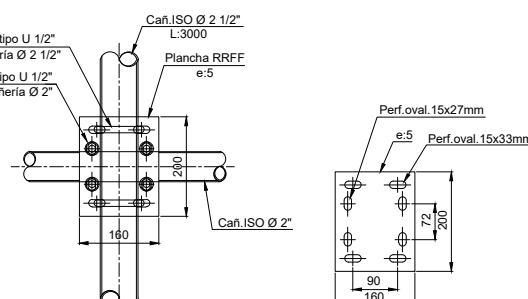 Cañ.ISO Ø 2 1/2"
L:3000
tipo U 1/2"
ría Ø 2 1/2"
Plancha RRFF
e:5
ipo U 1/2"
ñería Ø 2"
200
160
Cañ.ISO Ø 2"
Perf.oval.15x27mm
e:5
Perf.oval.15x33mm
72
200
90
160